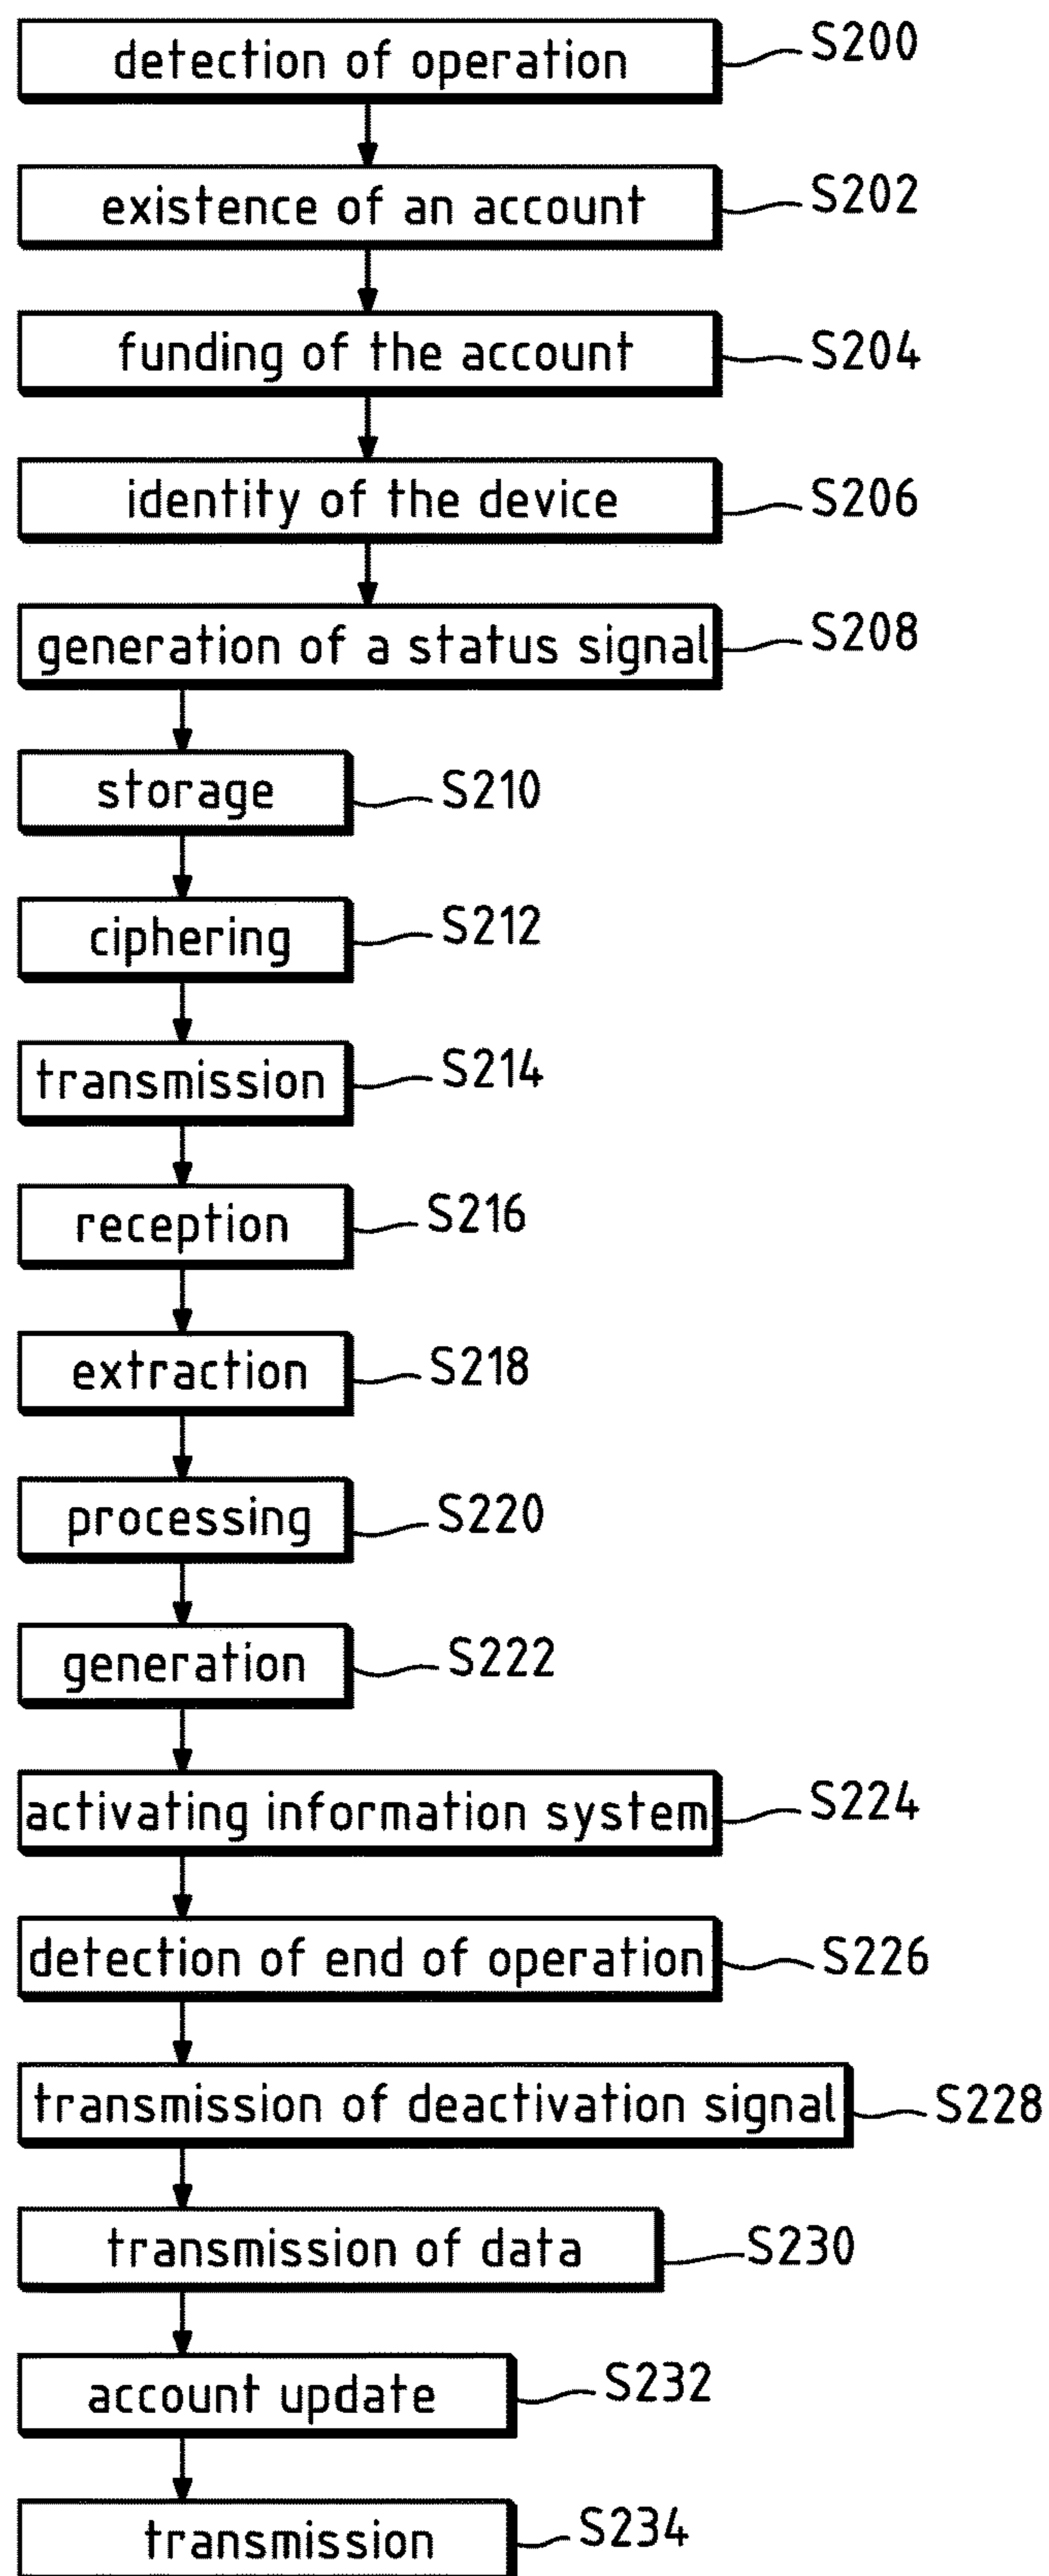 detection of operation S200
existence of an account S202
funding of the account S204
identity of the device S206
generation of a status signal S208
storage S210
ciphering S212
transmission S214
reception S216
extraction S218
processing S220
generation S222
activating information system S224
detection of end of operation S226
transmission of deactivation signal S228
transmission of data S230
account update S232
transmission S234